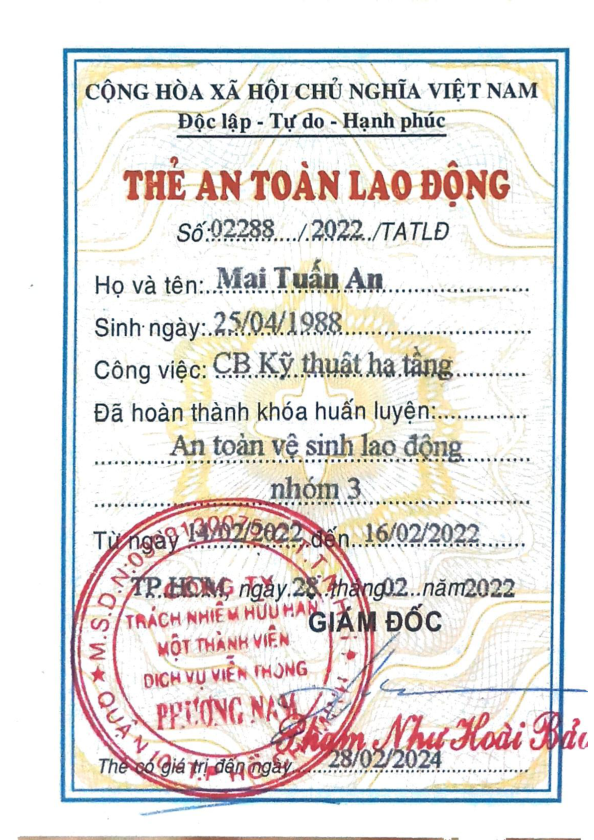 CỘNG HÒA XÃ HỘI CHỦ NGHĨA VIỆT NAM
Độc lập - Tự do - Hạnh phúc
THẺ AN TOÀN LAO ĐỘNG
Số:02288..../.2022../TATLĐ
Họ và tên:..Mai Tuấn An
Sinh ngày:..25/04/1988
Công việc: CB Kỹ thuật hạ tầng
Đã hoàn thành khóa huấn luyện:
An toàn vệ sinh lao động
nhóm 3
Từ ngày 14/02/2022 đến 16/02/2022
TP.HCM, ngày 28 tháng 02 năm 2022
GIÁM ĐỐC
M.S.D.N:
CÔNG TY
TRÁCH NHIỆM HỮU HẠN
MỘT THÀNH VIÊN
DỊCH VỤ VIỄN THÔNG
PHƯƠNG NAM
QUẬN 10
Phạm Như Hoài Bảo
Thẻ có giá trị đến ngày 28/02/2024